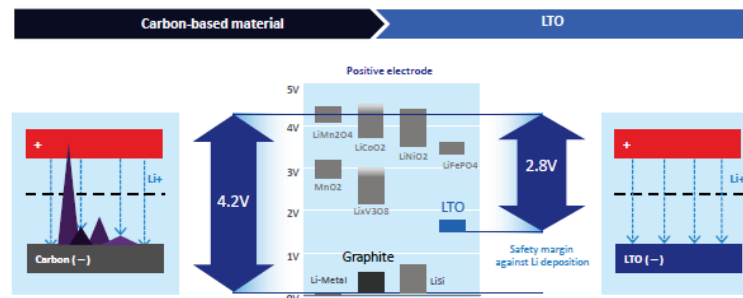 Carbon-based material
LTO
Positive electrode
5V
4V
3V
2V
1V
0V
LiMn2O4
LiCoO2
LiNiO2
LiFePO4
MnO2
LixV3O8
LTO
Graphite
Li-Metal
LiSi
+
Li+
Carbon (−)
4.2V
2.8V
Safety margin
against Li deposition
+
Li+
LTO (−)